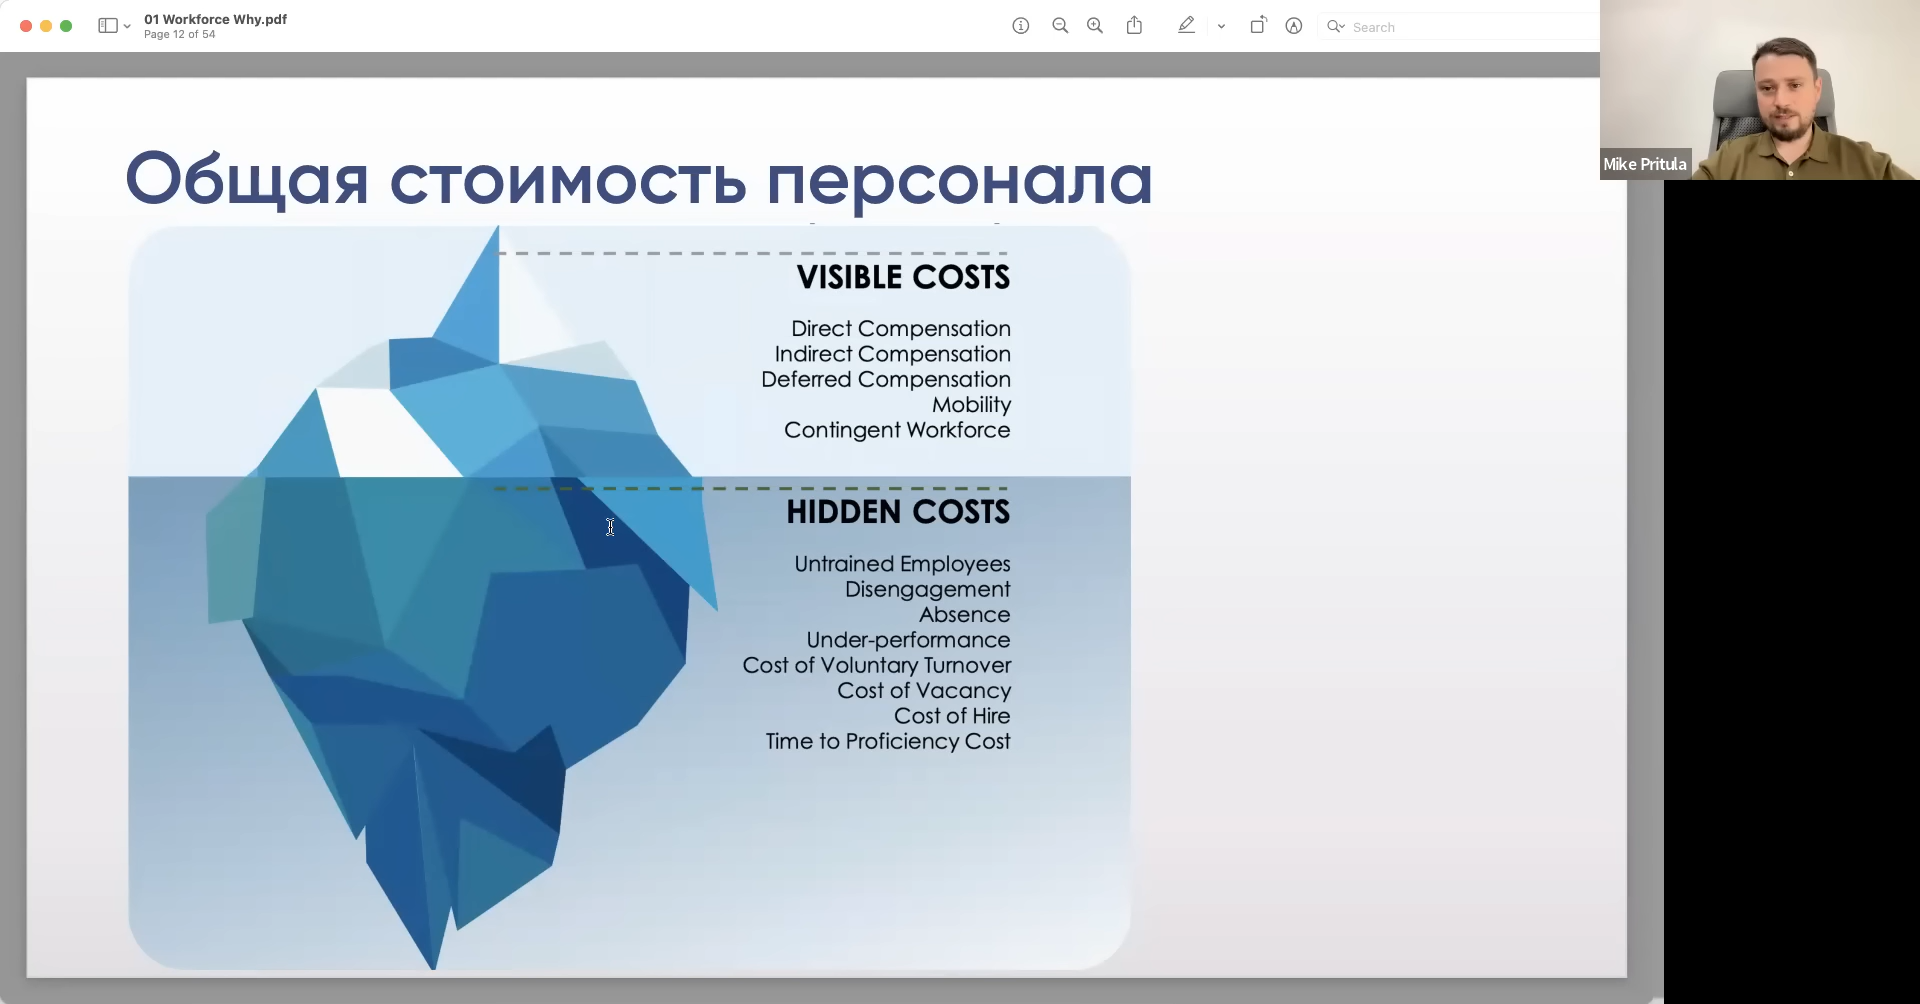 01 Workforce Why.pdf
Page 12 of 54
Search
Mike Pritula
Общая стоимость персонала
VISIBLE COSTS
Direct Compensation
Indirect Compensation
Deferred Compensation
Mobility
Contingent Workforce
HIDDEN COSTS
Untrained Employees
Disengagement
Absence
Under-performance
Cost of Voluntary Turnover
Cost of Vacancy
Cost of Hire
Time to Proficiency Cost